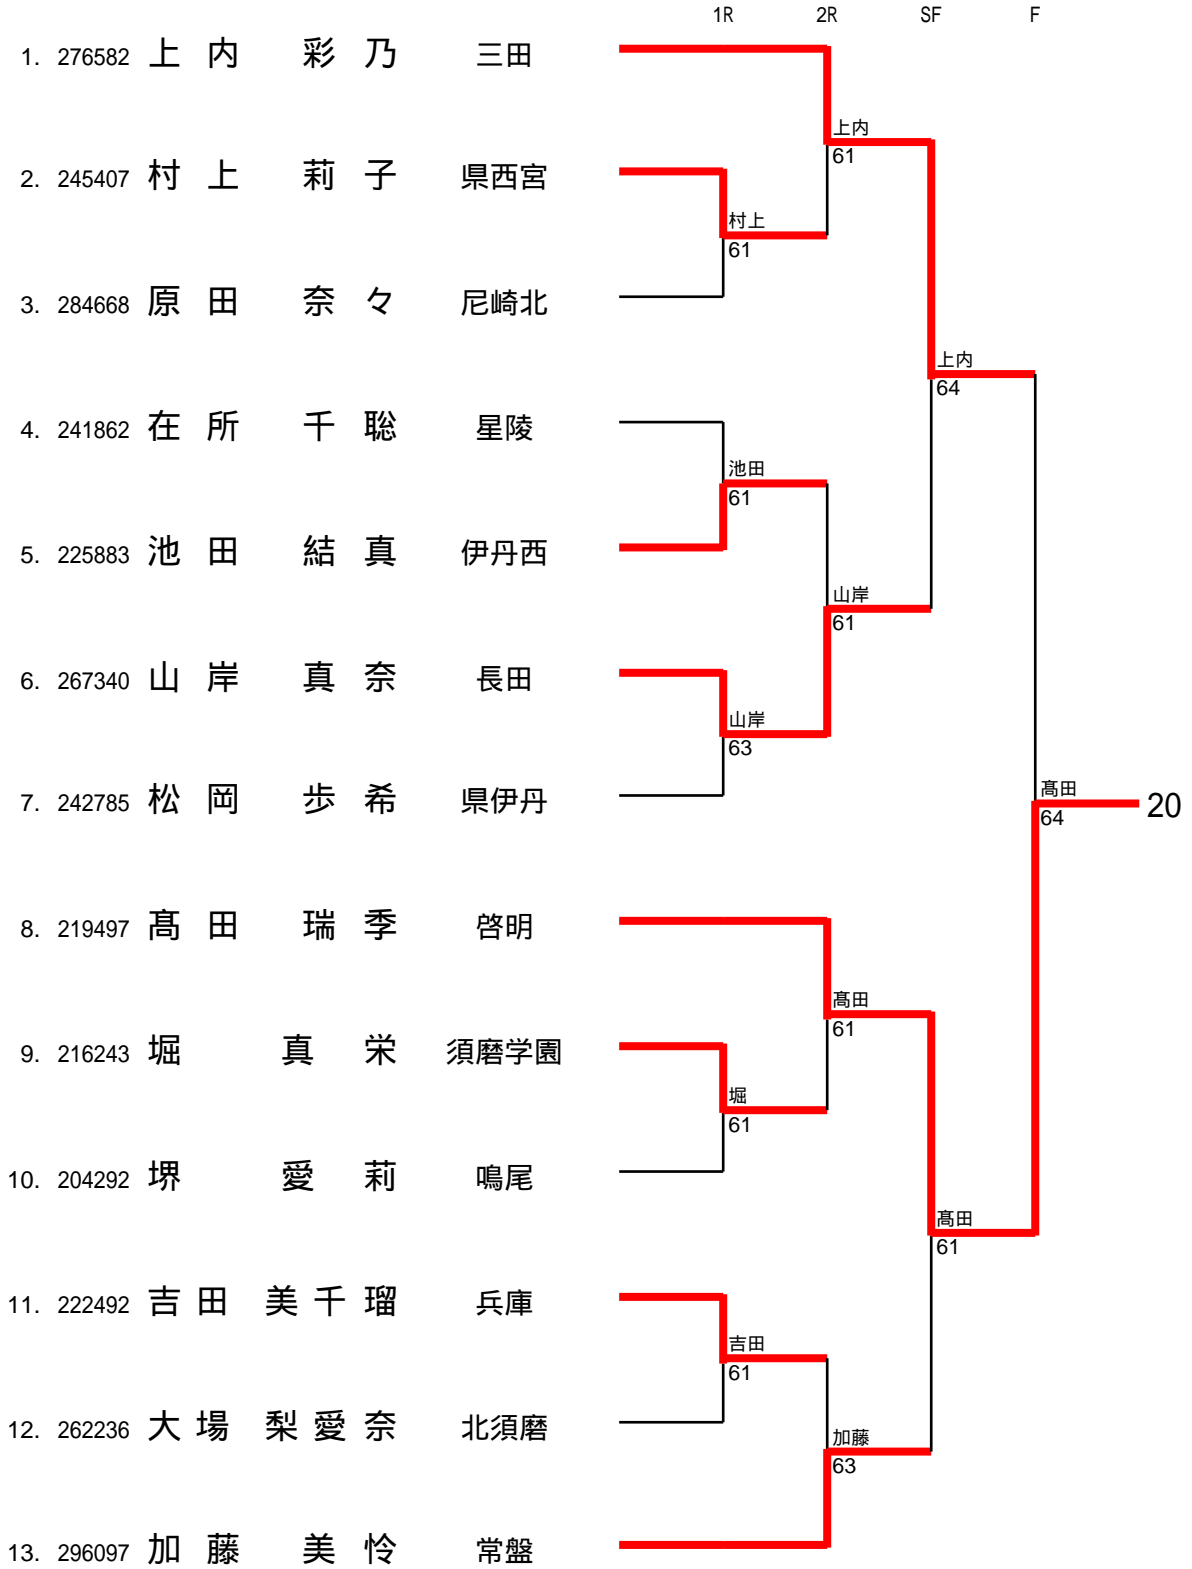 1R 2R SF F
1. 276582 上内 彩乃 三田
上内
61
2. 245407 村上 莉子 県西宮
村上
61
3. 284668 原田 奈々 尼崎北
上内
64
4. 241862 在所 千聡 星陵
池田
61
5. 225883 池田 結真 伊丹西
山岸
61
6. 267340 山岸 真奈 長田
山岸
63
7. 242785 松岡 歩希 県伊丹
髙田
64
20
8. 219497 髙田 瑞季 啓明
髙田
61
9. 216243 堀 真栄 須磨学園
堀
61
10. 204292 堺 愛莉 鳴尾
髙田
61
11. 222492 吉田 美千瑠 兵庫
吉田
61
12. 262236 大場 梨愛奈 北須磨
加藤
63
13. 296097 加藤 美怜 常盤